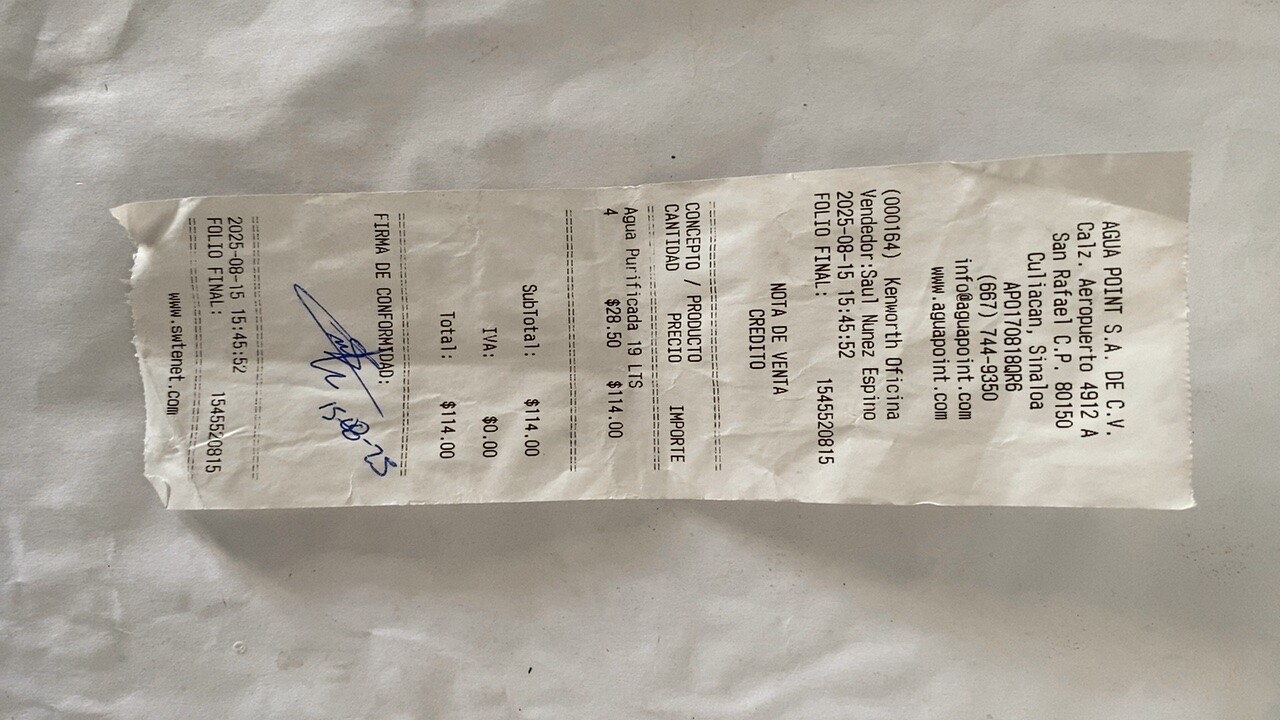 AGUA POINT S.A. DE C.V.
Calz. Aeropuerto 4912 A
San Rafael C.P. 80150
Culiacan, Sinaloa
APO170818QR6
(667) 744-9350
info@aguapoint.com
www.aguapoint.com
(000164) Kenworth Oficina
Vendedor:Saul Nunez Espino
2025-08-15 15:45:52
FOLIO FINAL: 1545520815
NOTA DE VENTA
CREDITO
CONCEPTO / PRODUCTO
CANTIDAD PRECIO IMPORTE
Agua Purificada 19 LTS
4 $28.50 $114.00
SubTotal: $114.00
IVA: $0.00
Total: $114.00
FIRMA DE CONFORMIDAD:
2025-08-15 15:45:52
FOLIO FINAL: 1545520815
www.swtenet.com